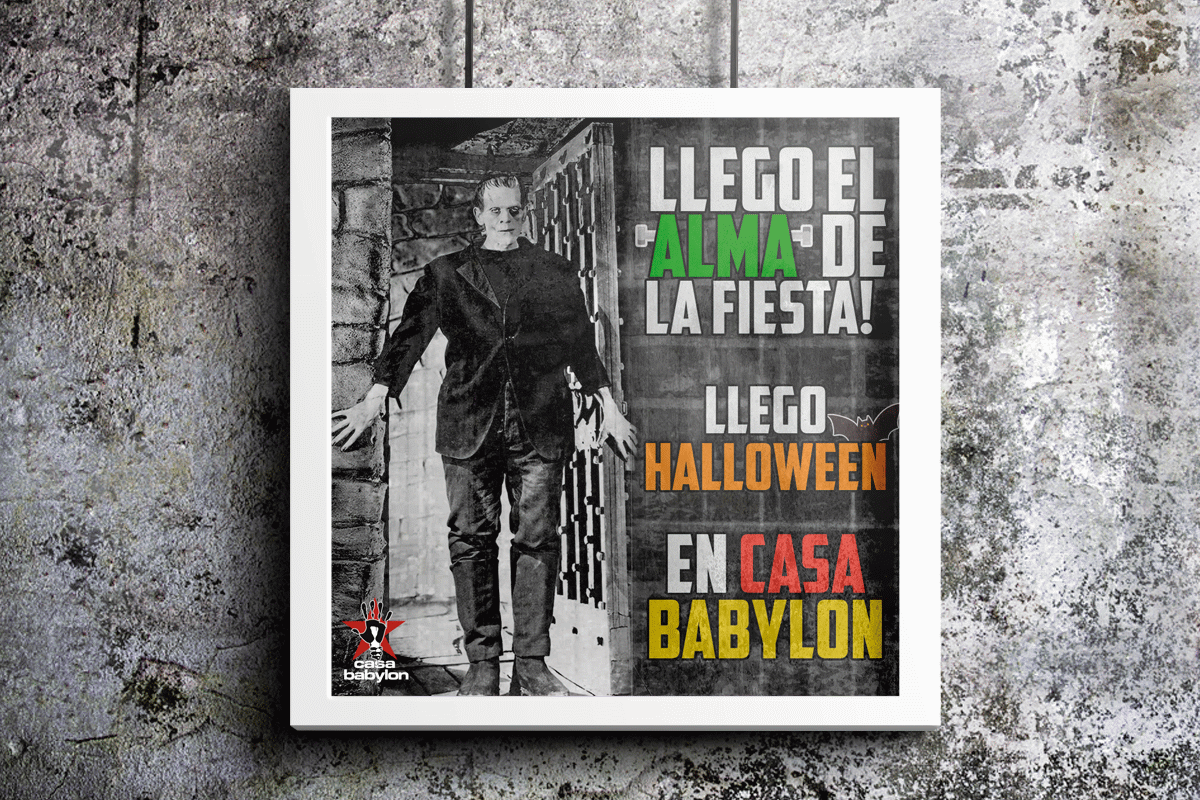 LLEGO EL
ALMA DE
LA FIESTA!
LLEGO
HALLOWEEN
EN CASA
BABYLON
casa
babylon